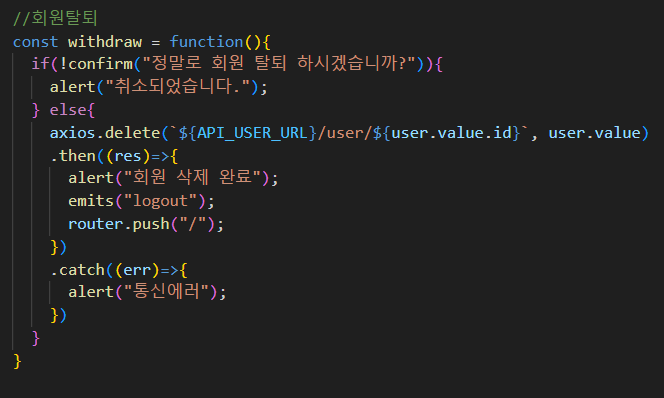 //회원탈퇴
const withdraw = function(){
  if(!confirm("정말로 회원 탈퇴 하시겠습니까?")){
    alert("취소되었습니다.");
  } else{
    axios.delete(`${API_USER_URL}/user/${user.value.id}`, user.value)
    .then((res)=>{
      alert("회원 삭제 완료");
      emits("logout");
      router.push("/");
    })
    .catch((err)=>{
      alert("통신에러");
    })
  }
}